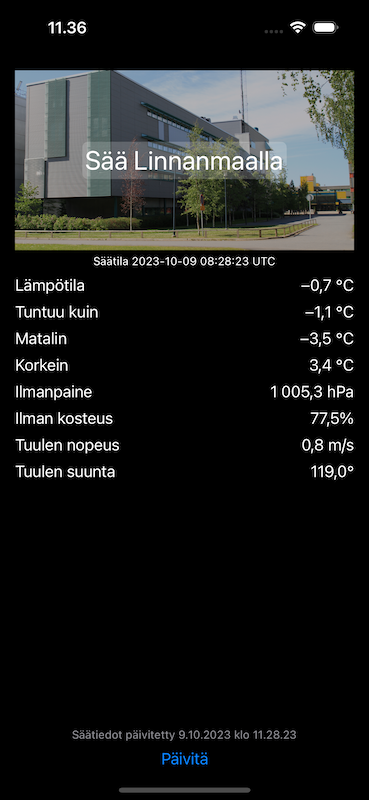 11.36
Sää Linnanmaalla
Säätila 2023-10-09 08:28:23 UTC
Lämpötila –0,7 °C
Tuntuu kuin –1,1 °C
Matalin –3,5 °C
Korkein 3,4 °C
Ilmanpaine 1 005,3 hPa
Ilman kosteus 77,5%
Tuulen nopeus 0,8 m/s
Tuulen suunta 119,0°
Säätiedot päivitetty 9.10.2023 klo 11.28.23
Päivitä